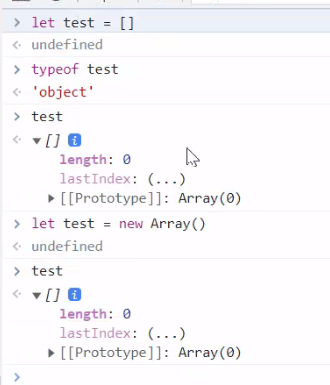 > let test = []
< undefined
> typeof test
< 'object'
> test
< ▼ [] i
length: 0
lastIndex: (...)
▶ [[Prototype]]: Array(0)
> let test = new Array()
< undefined
> test
< ▼ [] i
length: 0
lastIndex: (...)
▶ [[Prototype]]: Array(0)
>